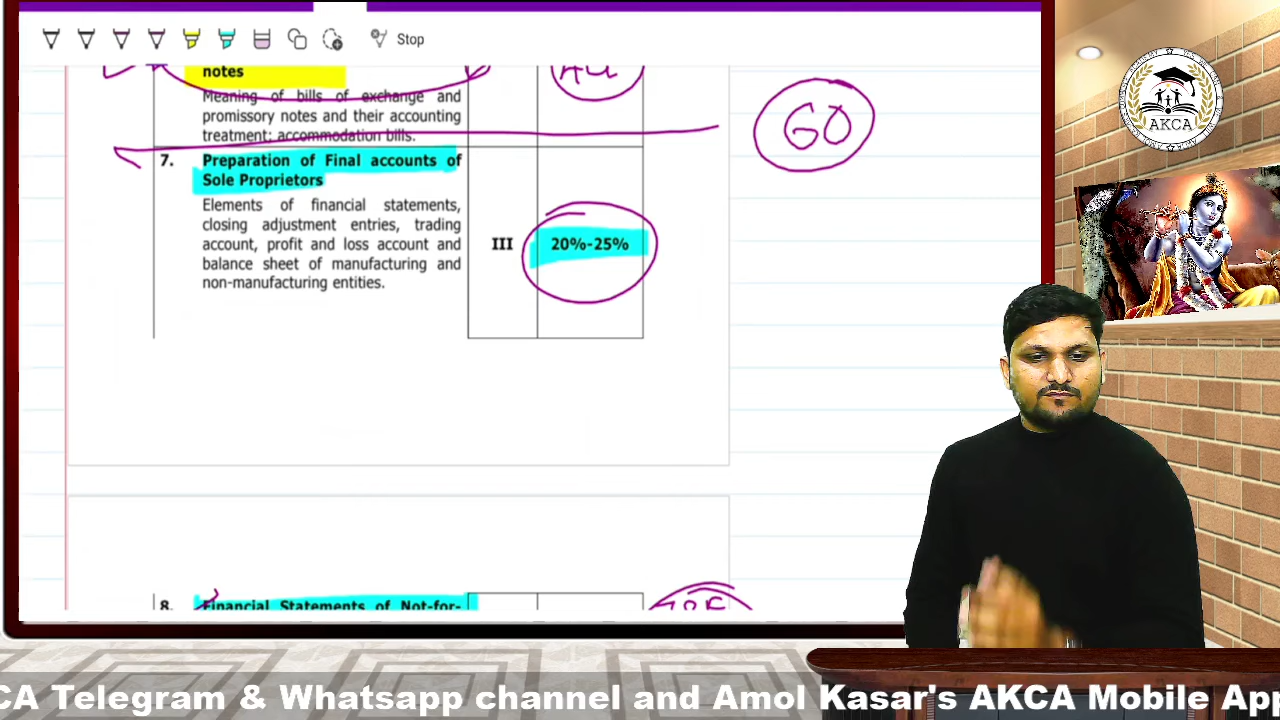 Stop
notes
Meaning of bills of exchange and
promissory notes and their accounting
treatment; accommodation bills.
GO
AKCA
7. Preparation of Final accounts of
Sole Proprietors
Elements of financial statements,
closing adjustment entries, trading
account, profit and loss account and
balance sheet of manufacturing and
non-manufacturing entities.
III 20%-25%
8. Financial Statements of Not-for-
CA Telegram & Whatsapp channel and Amol Kasar's AKCA Mobile App